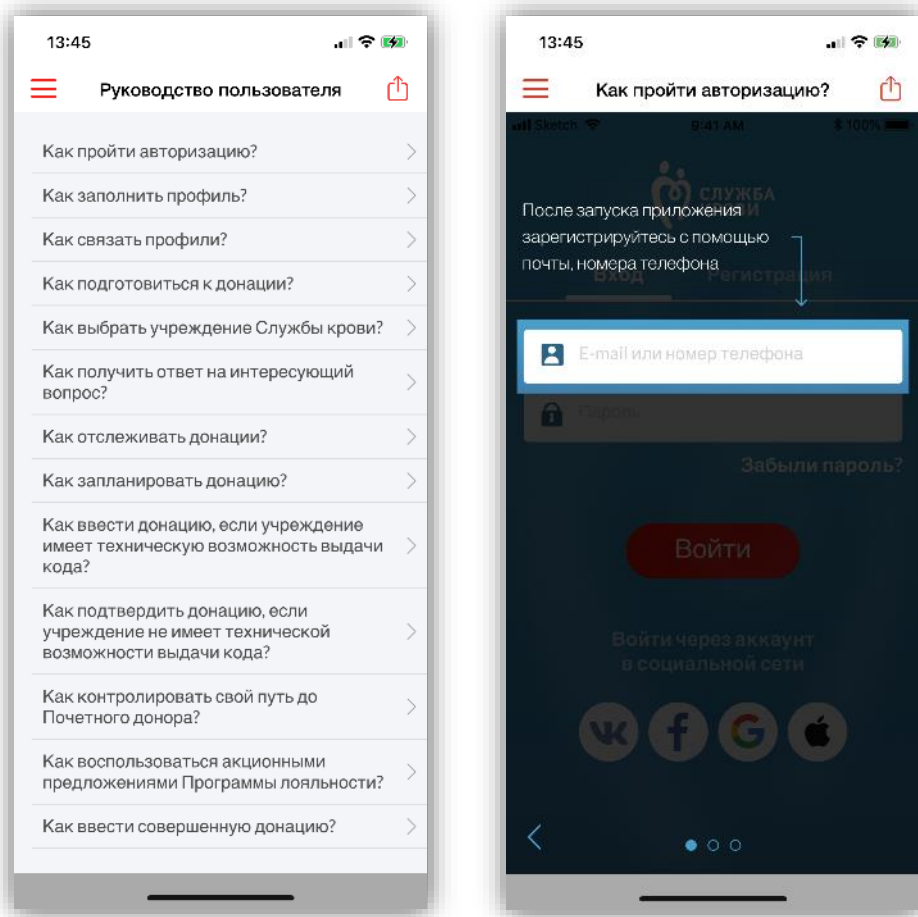 13:45
Руководство пользователя
Как пройти авторизацию?
Как заполнить профиль?
Как связать профили?
Как подготовиться к донации?
Как выбрать учреждение Службы крови?
Как получить ответ на интересующий
вопрос?
Как отслеживать донации?
Как запланировать донацию?
Как ввести донацию, если учреждение
имеет техническую возможность выдачи
кода?
Как подтвердить донацию, если
учреждение не имеет технической
возможности выдачи кода?
Как контролировать свой путь до
Почетного донора?
Как воспользоваться акционными
предложениями Программы лояльности?
Как ввести совершенную донацию?
13:45
Как пройти авторизацию?
Sketch 9:41 AM 100%
СЛУЖБА
КРОВИ
После запуска приложения
зарегистрируйтесь с помощью
почты, номера телефона
Вход Регистрация
E-mail или номер телефона
Пароль
Забыли пароль?
Войти
Войти через аккаунт
в социальной сети